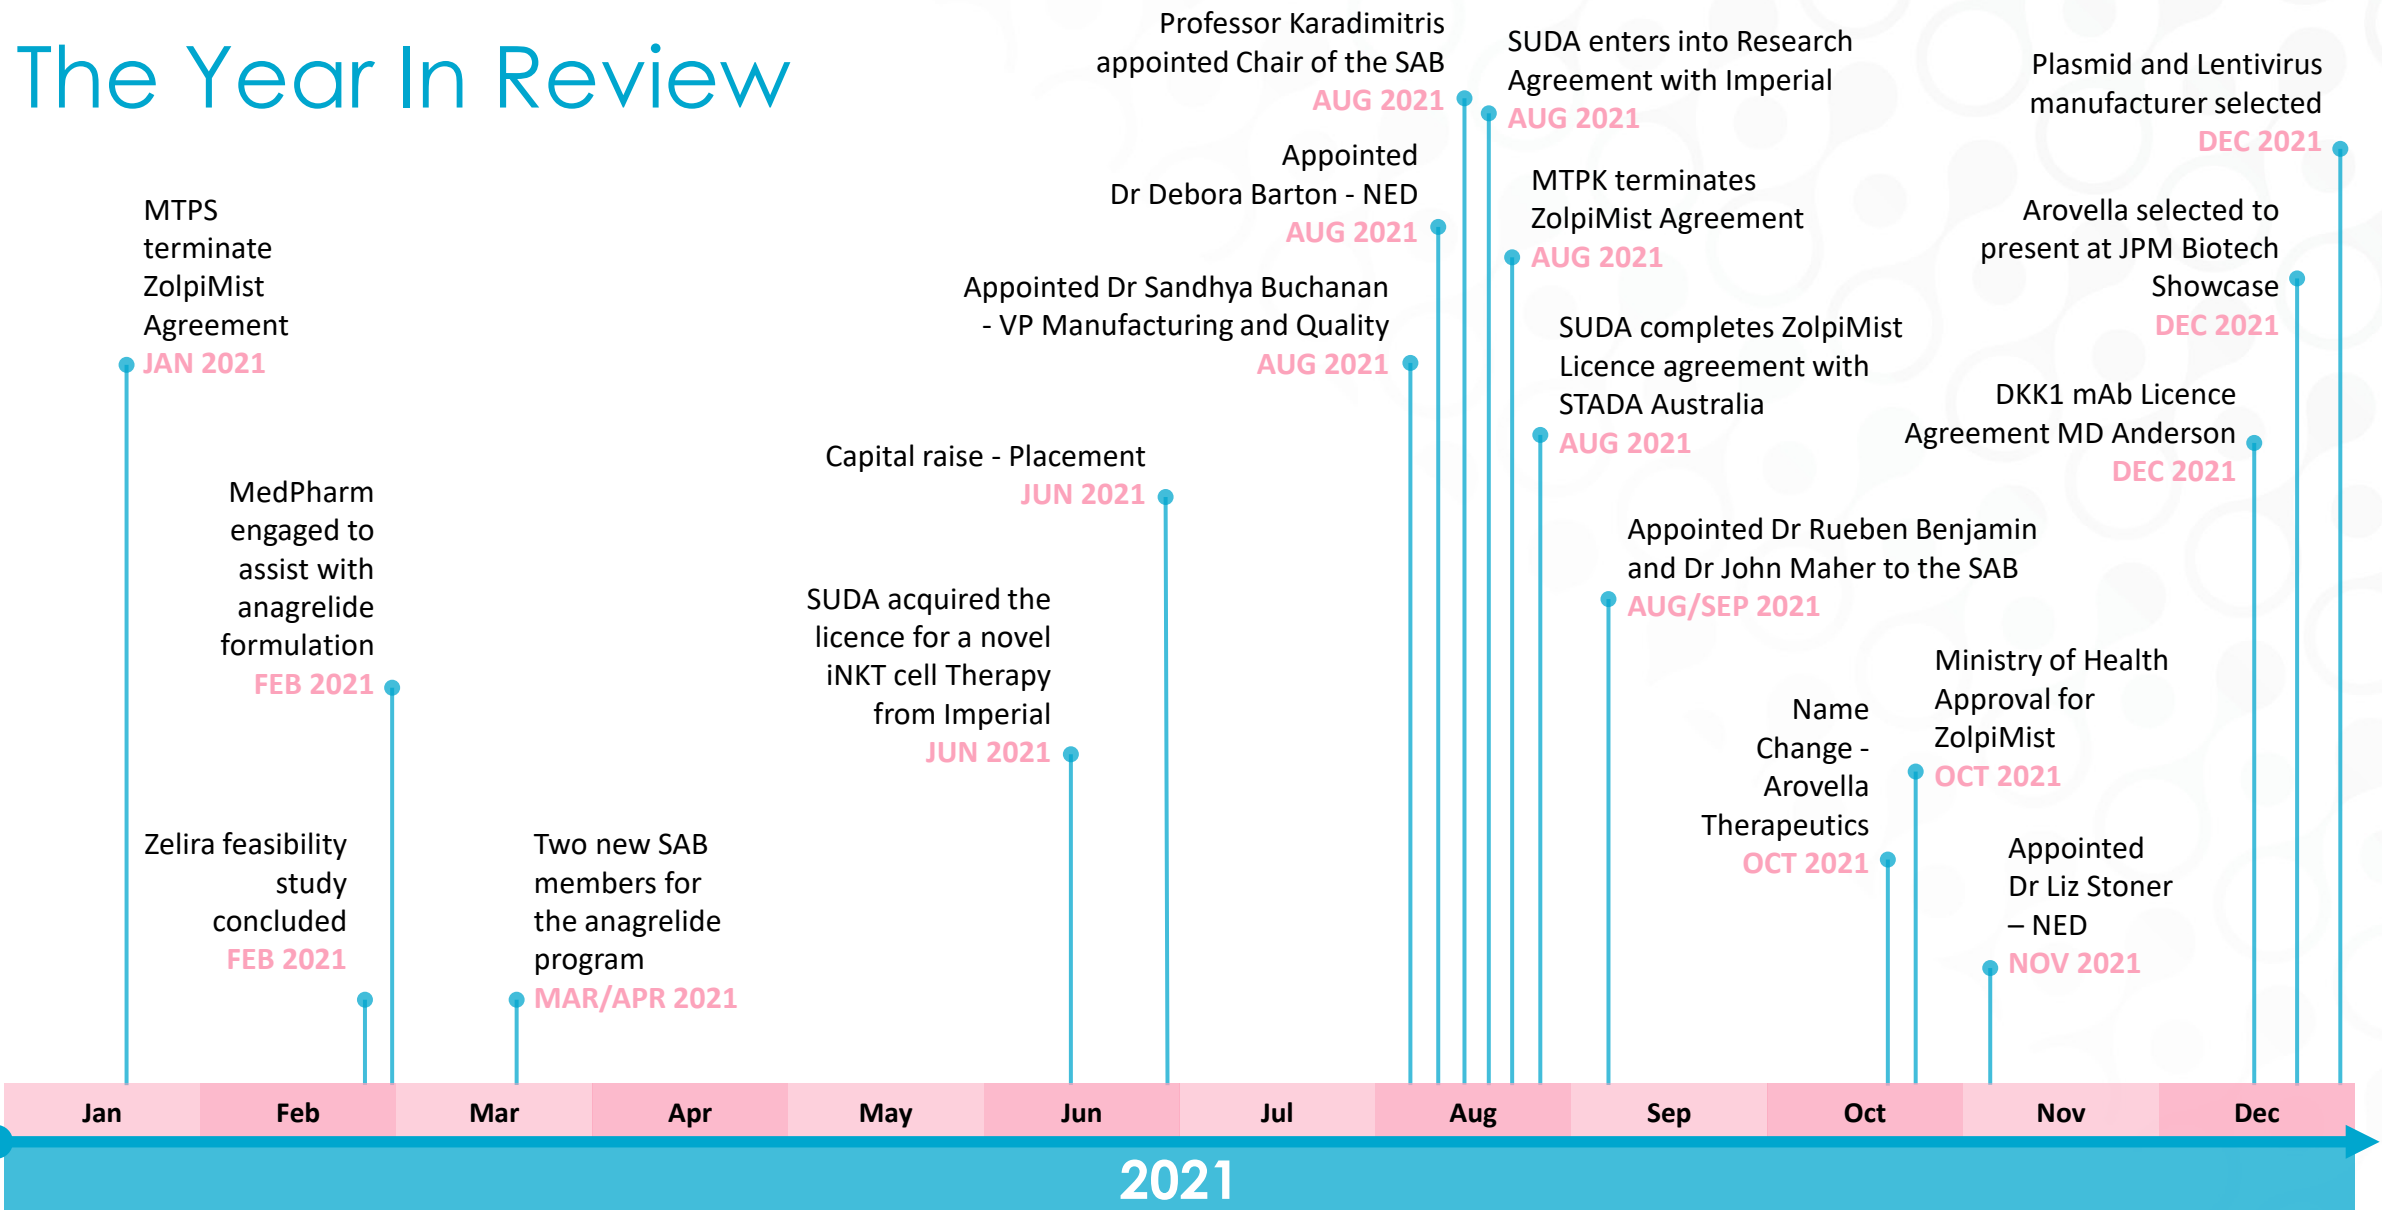 The Year In Review
MTPS
terminate
ZolpiMist
Agreement
JAN 2021
MedPharm
engaged to
assist with
anagrelide
formulation
FEB 2021
Zelira feasibility
study
concluded
FEB 2021
Two new SAB
members for
the anagrelide
program
MAR/APR 2021
SUDA acquired the
licence for a novel
iNKT cell Therapy
from Imperial
JUN 2021
Capital raise - Placement
JUN 2021
Appointed Dr Sandhya Buchanan
- VP Manufacturing and Quality
AUG 2021
Appointed
Dr Debora Barton - NED
AUG 2021
Professor Karadimitris
appointed Chair of the SAB
AUG 2021
SUDA enters into Research
Agreement with Imperial
AUG 2021
MTPK terminates
ZolpiMist Agreement
AUG 2021
SUDA completes ZolpiMist
Licence agreement with
STADA Australia
AUG 2021
Appointed Dr Rueben Benjamin
and Dr John Maher to the SAB
AUG/SEP 2021
Name
Change -
Arovella
Therapeutics
OCT 2021
Ministry of Health
Approval for
ZolpiMist
OCT 2021
Appointed
Dr Liz Stoner
– NED
NOV 2021
DKK1 mAb Licence
Agreement MD Anderson
DEC 2021
Arovella selected to
present at JPM Biotech
Showcase
DEC 2021
Plasmid and Lentivirus
manufacturer selected
DEC 2021
Jan Feb Mar Apr May Jun Jul Aug Sep Oct Nov Dec
2021